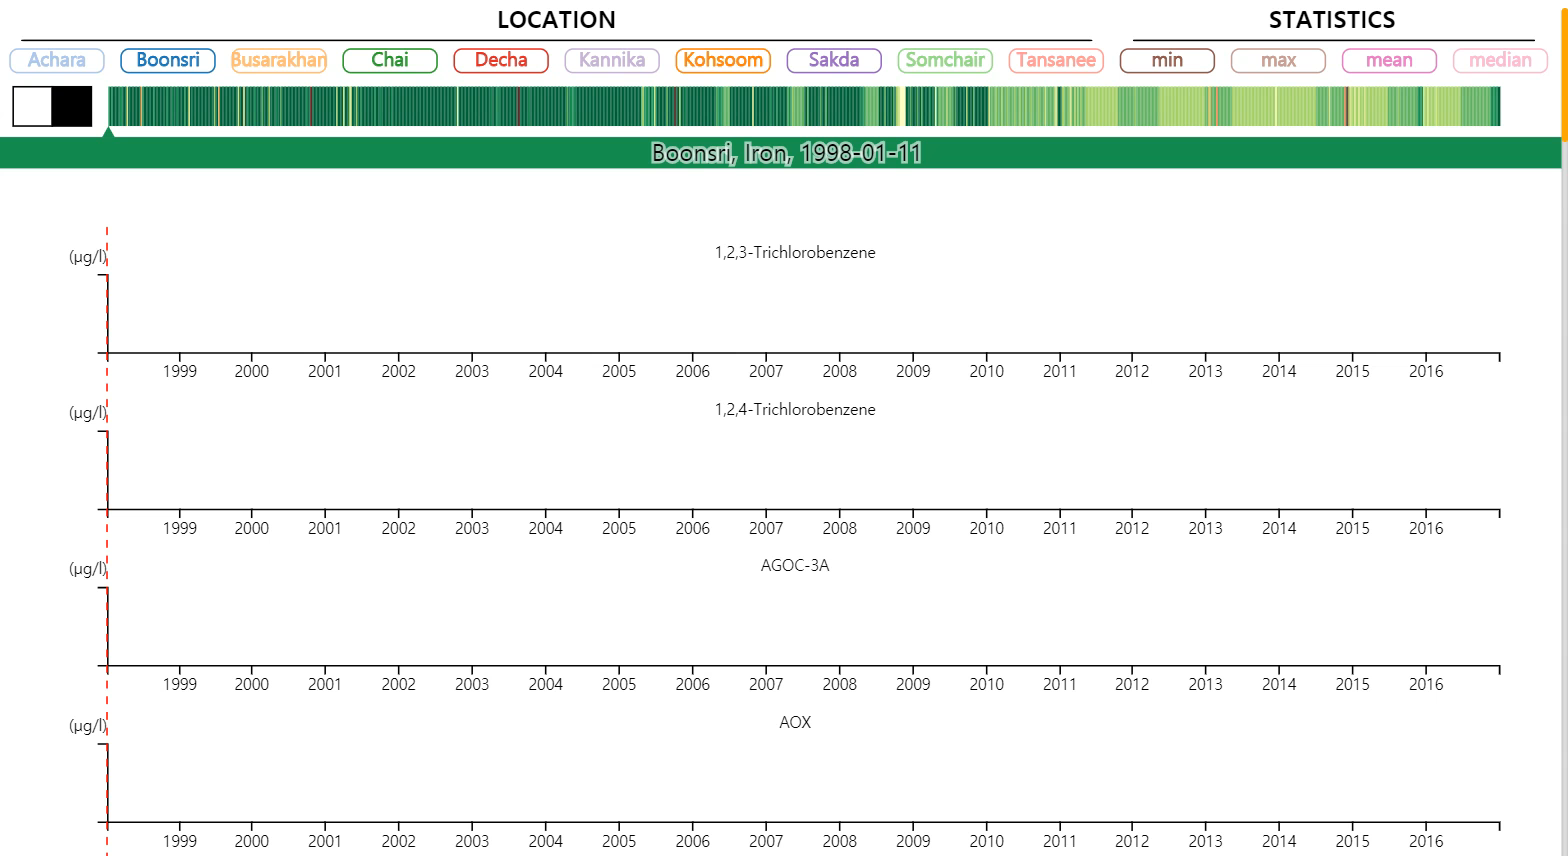 LOCATION STATISTICS
Achara Boonsri Busarakhan Chai Decha Kannika Kohsoom Sakda Somchair Tansanee min max mean median
Boonsri, Iron, 1998-01-11
(µg/l) 1,2,3-Trichlorobenzene
1999 2000 2001 2002 2003 2004 2005 2006 2007 2008 2009 2010 2011 2012 2013 2014 2015 2016
(µg/l) 1,2,4-Trichlorobenzene
1999 2000 2001 2002 2003 2004 2005 2006 2007 2008 2009 2010 2011 2012 2013 2014 2015 2016
(µg/l) AGOC-3A
1999 2000 2001 2002 2003 2004 2005 2006 2007 2008 2009 2010 2011 2012 2013 2014 2015 2016
(µg/l) AOX
1999 2000 2001 2002 2003 2004 2005 2006 2007 2008 2009 2010 2011 2012 2013 2014 2015 2016